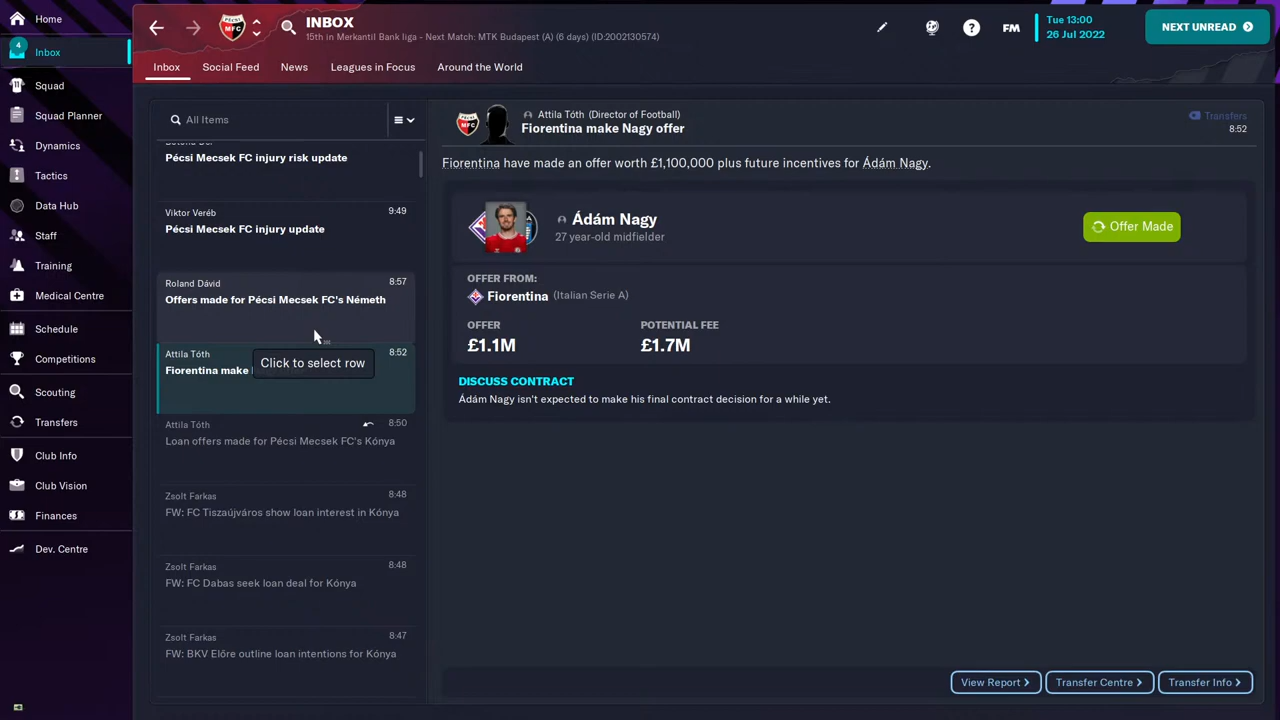 Home
4
Inbox
Squad
Squad Planner
Dynamics
Tactics
Data Hub
Staff
Training
Medical Centre
Schedule
Competitions
Scouting
Transfers
Club Info
Club Vision
Finances
Dev. Centre
INBOX
15th in Merkantil Bank liga - Next Match: MTK Budapest (A) (6 days) (ID:2002130574)
FM
Tue 13:00
26 Jul 2022
NEXT UNREAD
Inbox
Social Feed
News
Leagues in Focus
Around the World
All Items
Pécsi Mecsek FC injury risk update
Viktor Veréb
9:49
Pécsi Mecsek FC injury update
Roland Dávid
8:57
Offers made for Pécsi Mecsek FC's Németh
Attila Tóth
8:52
Fiorentina make
Click to select row
Attila Tóth
8:50
Loan offers made for Pécsi Mecsek FC's Kónya
Zsolt Farkas
8:48
FW: FC Tiszaújváros show loan interest in Kónya
Zsolt Farkas
8:48
FW: FC Dabas seek loan deal for Kónya
Zsolt Farkas
8:47
FW: BKV Előre outline loan intentions for Kónya
Attila Tóth (Director of Football)
Fiorentina make Nagy offer
Transfers
8:52
Fiorentina have made an offer worth £1,100,000 plus future incentives for Ádám Nagy.
Ádám Nagy
27 year-old midfielder
Offer Made
OFFER FROM:
Fiorentina (Italian Serie A)
OFFER
POTENTIAL FEE
£1.1M
£1.7M
DISCUSS CONTRACT
Ádám Nagy isn't expected to make his final contract decision for a while yet.
View Report
Transfer Centre
Transfer Info